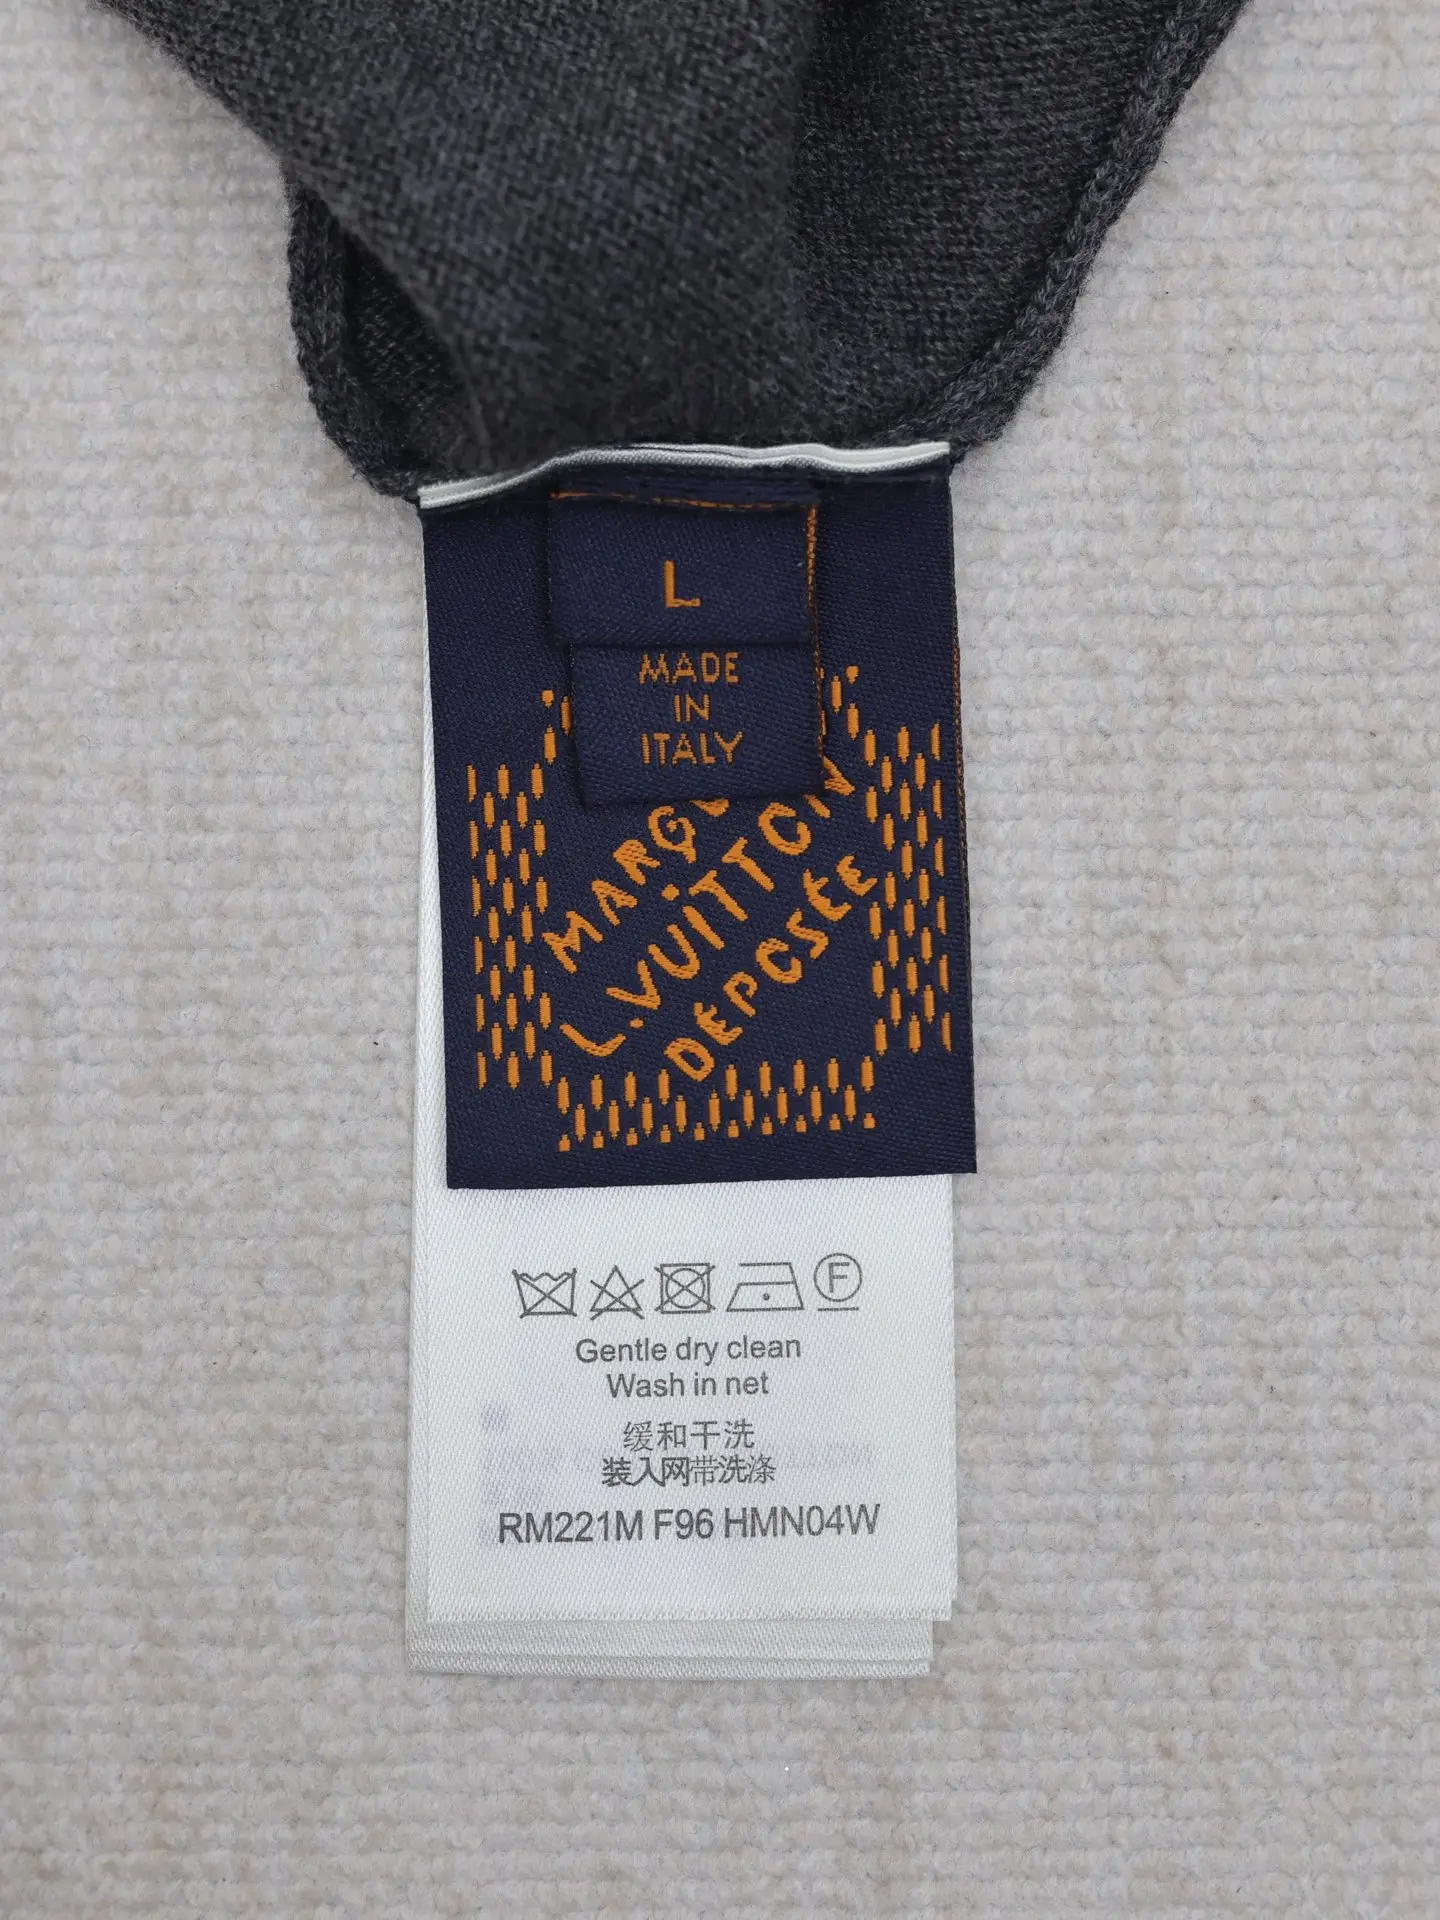 L
MADE
IN
ITALY
L.VUITTON
DÉPOSÉE
F
Gentle dry clean
Wash in net
缓和干洗
装入网带洗涤
RM221M F96 HMN04W